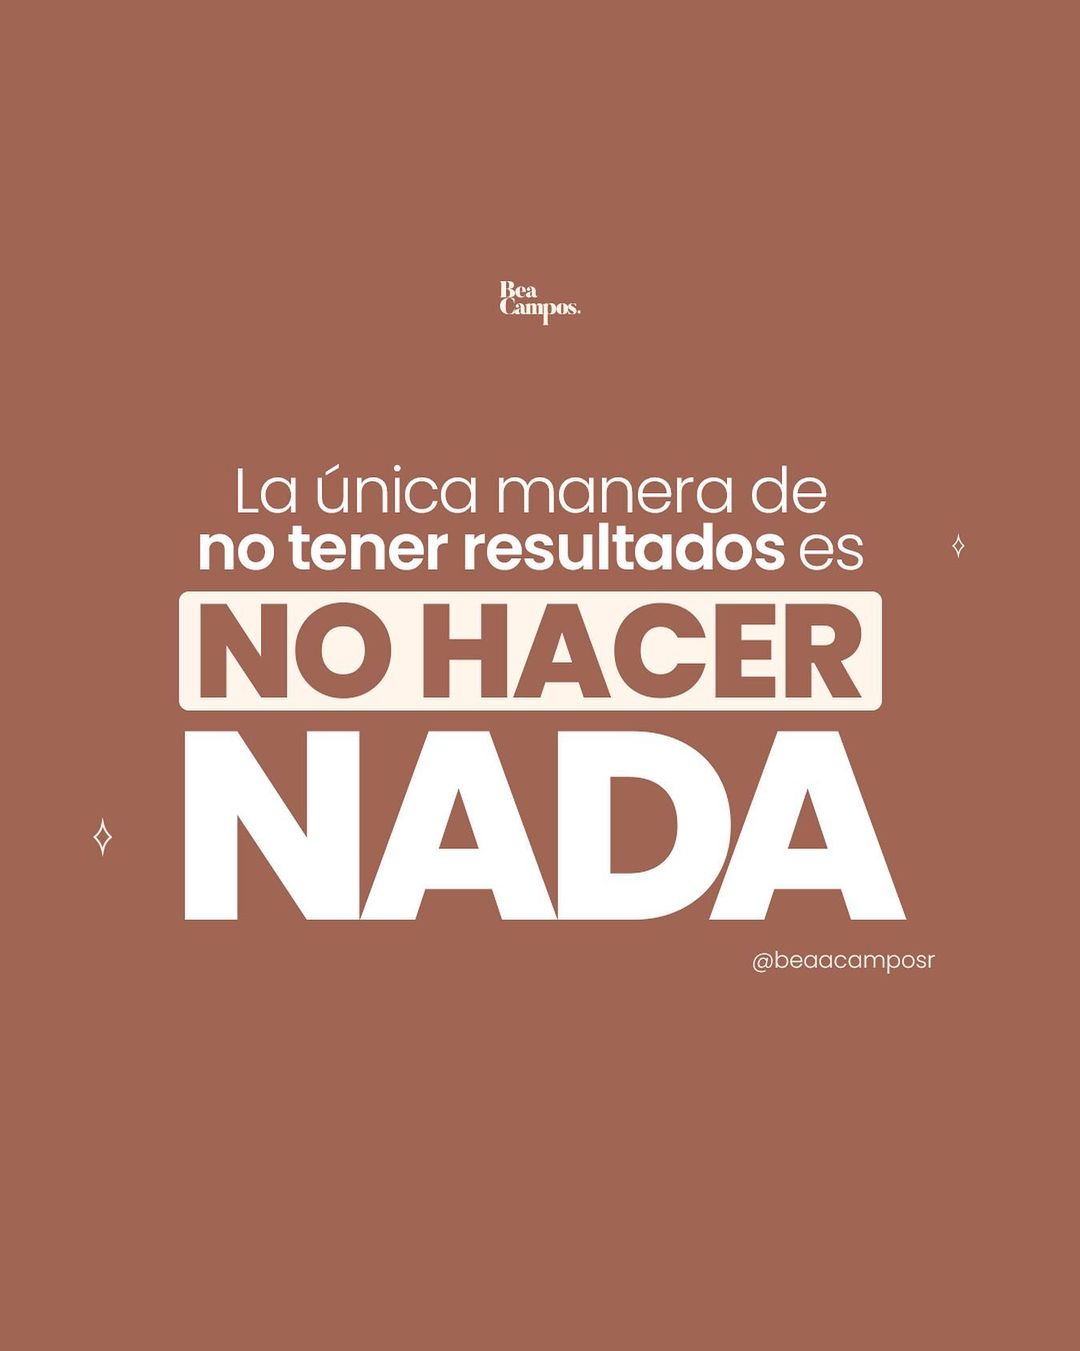 Bea
Campos.
La única manera de
no tener resultados es
NO HACER
NADA
@beaacamposr